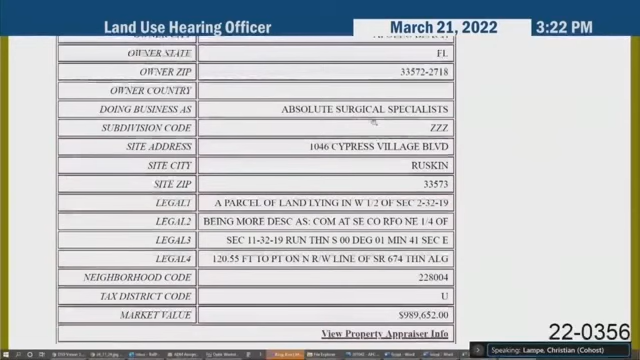 Land Use Hearing Officer March 21, 2022 3:22 PM
OWNER STATE FL
OWNER ZIP 33572-2718
OWNER COUNTRY
DOING BUSINESS AS ABSOLUTE SURGICAL SPECIALISTS
SUBDIVISION CODE ZZZ
SITE ADDRESS 1046 CYPRESS VILLAGE BLVD
SITE CITY RUSKIN
SITE ZIP 33573
LEGAL1 A PARCEL OF LAND LYING IN W 1/2 OF SEC 2-32-19
LEGAL2 BEING MORE DESC AS: COM AT SE CO RFO NE 1/4 OF
LEGAL3 SEC 11-32-19 RUN THN S 00 DEG 01 MIN 41 SEC E
LEGAL4 120.55 FT TO PT ON N R/W LINE OF SR 674 THN ALG
NEIGHBORHOOD CODE 228004
TAX DISTRICT CODE U
MARKET VALUE $989,652.00
View Property Appraiser Info
22-0356
Speaking: Lampe, Christian (Cohost)